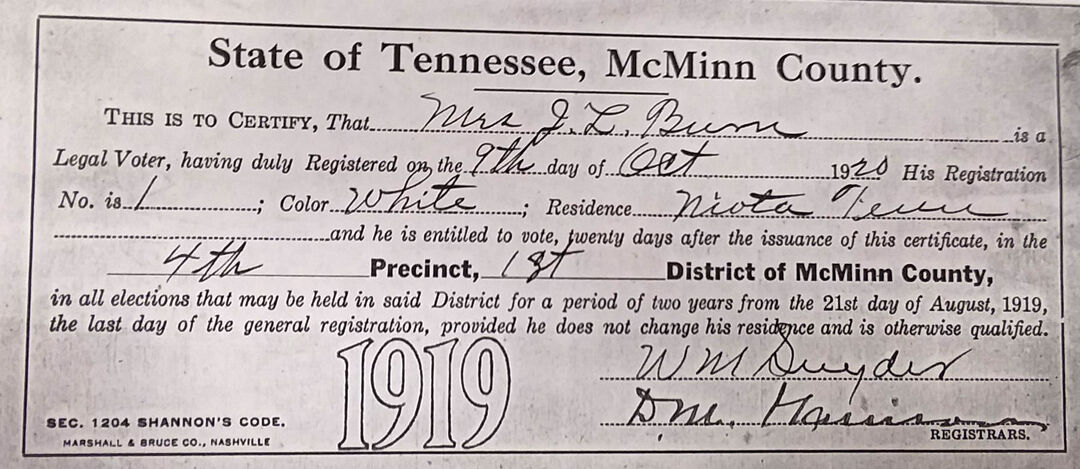 State of Tennessee, McMinn County.
THIS IS TO CERTIFY, That Mrs J. L. Burn is a
Legal Voter, having duly Registered on the 9th day of Oct 1920 His Registration
No. is 1; Color White; Residence Niota Tenn
and he is entitled to vote, twenty days after the issuance of this certificate, in the
4th Precinct, 1st District of McMinn County,
in all elections that may be held in said District for a period of two years from the 21st day of August, 1919,
the last day of the general registration, provided he does not change his residence and is otherwise qualified.
1919
W M Snyder
D.M. Harrison
REGISTRARS.
SEC. 1204 SHANNON'S CODE.
MARSHALL & BRUCE CO., NASHVILLE